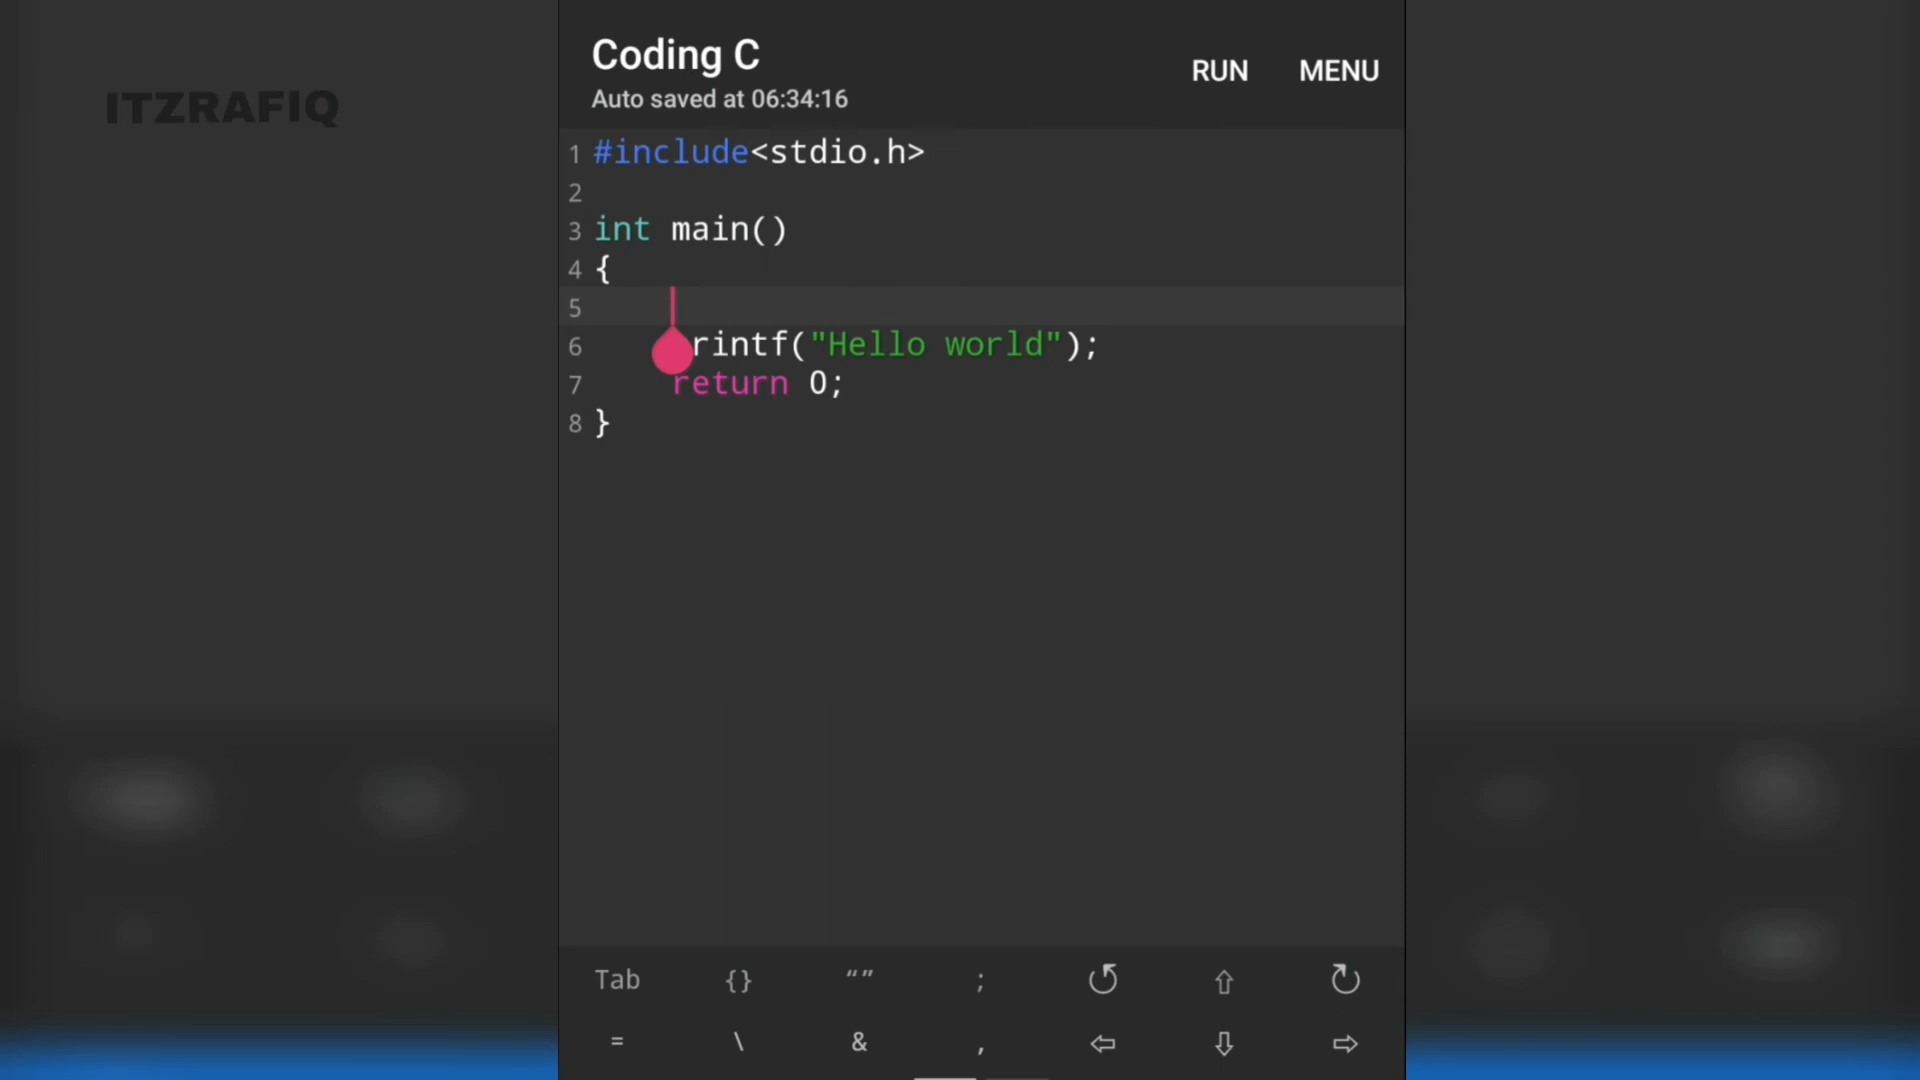 ITZRAFIQ
Coding C
Auto saved at 06:34:16
RUN MENU
1 #include<stdio.h>
2
3 int main()
4 {
5
6 rintf("Hello world");
7 return 0;
8 }
Tab {} “” ; ↺ ⇧ ↻
= \ & , ⇦ ⇩ ⇨